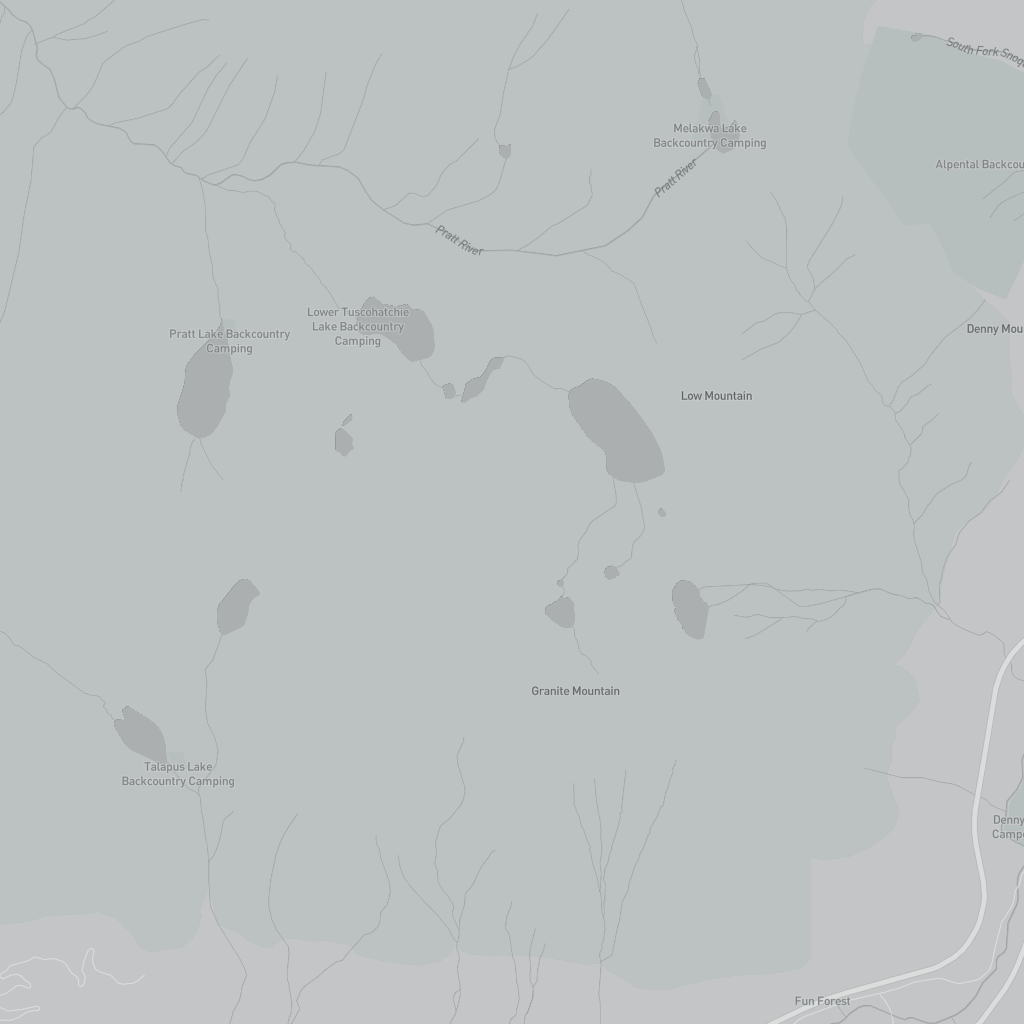 South Fork Snoq
Melakwa Lake
Backcountry Camping
Alpental Backcou
Pratt River
Pratt River
Lower Tuscohatchie
Lake Backcountry
Camping
Pratt Lake Backcountry
Camping
Denny Mou
Low Mountain
Granite Mountain
Talapus Lake
Backcountry Camping
Denny
Campg
Fun Forest